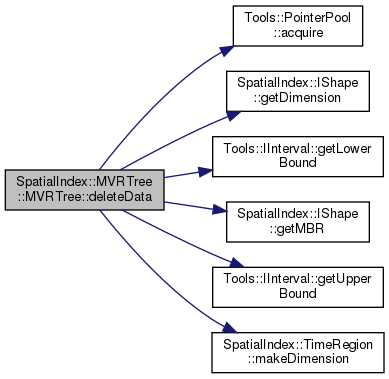 SpatialIndex::MVRTree
::MVRTree::deleteData
Tools::PointerPool
::acquire
SpatialIndex::IShape
::getDimension
Tools::IInterval::getLower
Bound
SpatialIndex::IShape
::getMBR
Tools::IInterval::getUpper
Bound
SpatialIndex::TimeRegion
::makeDimension